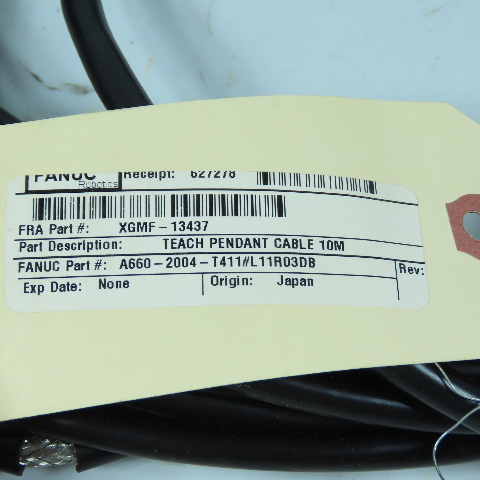 FANUC Receipt: 627278
Robotics
FRA Part #: XGMF-13437
Part Description: TEACH PENDANT CABLE 10M
FANUC Part #: A660-2004-T411#L11R03DB Rev:
Exp Date: None Origin: Japan